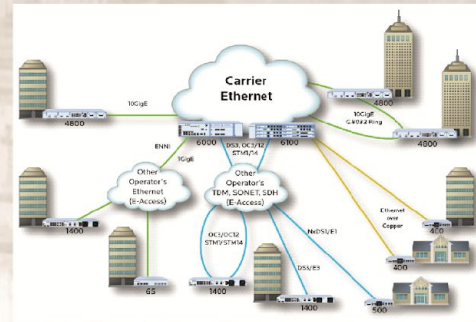 Carrier
Ethernet
10GigE
4800
4800
10GigE
G.8032 Ring
4800
6000
6100
ENNI
1GigE
DS3, OC3/12
STM1/14
Other
Operator's
Ethernet
(E-Access)
Other
Operator's
TDM, SONET, SDH
(E-Access)
1400
65
OC3/OC12
STM1/STM14
1400
DS3/E3
1400
NxDS1/E1
500
Ethernet
over
Copper
400
400